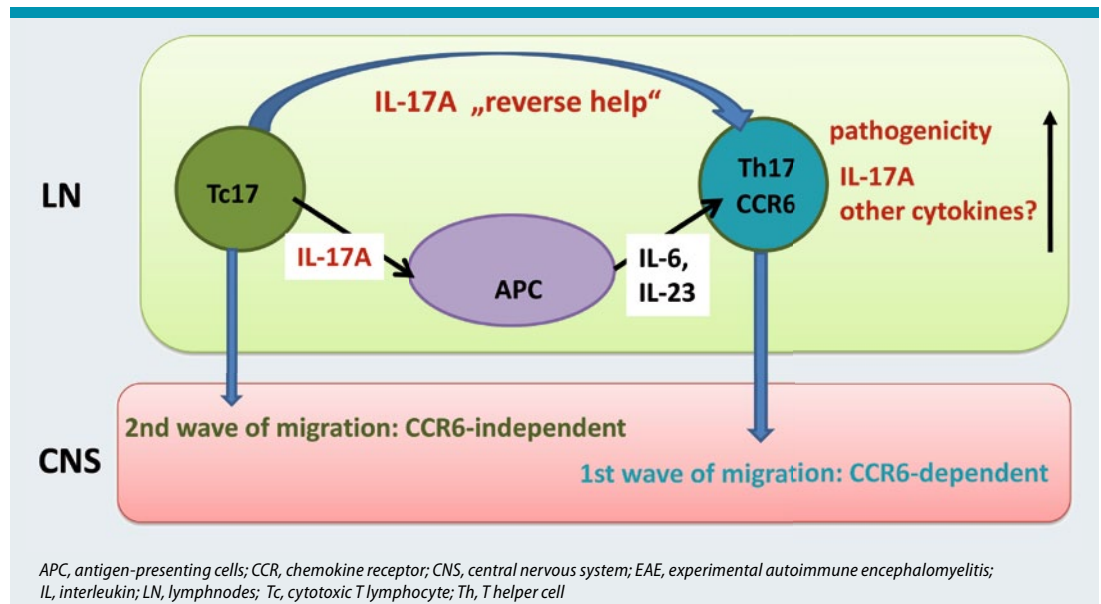 IL-17A „reverse help“
LN
Tc17
Th17
CCR6
pathogenicity
IL-17A
other cytokines?
IL-17A
APC
IL-6,
IL-23
CNS
2nd wave of migration: CCR6-independent
1st wave of migration: CCR6-dependent
APC, antigen-presenting cells; CCR, chemokine receptor; CNS, central nervous system; EAE, experimental autoimmune encephalomyelitis;
IL, interleukin; LN, lymphnodes; Tc, cytotoxic T lymphocyte; Th, T helper cell